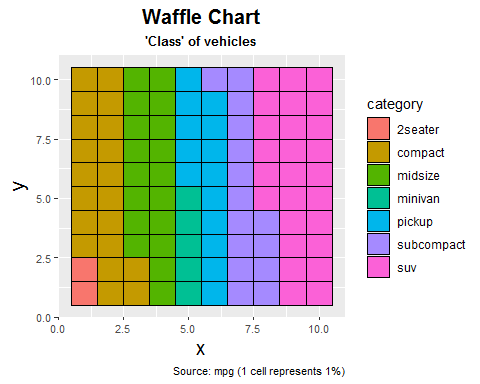 Waffle Chart
'Class' of vehicles
y
10.0
7.5
5.0
2.5
0.0
0.0 2.5 5.0 7.5 10.0
x
category
2seater
compact
midsize
minivan
pickup
subcompact
suv
Source: mpg (1 cell represents 1%)